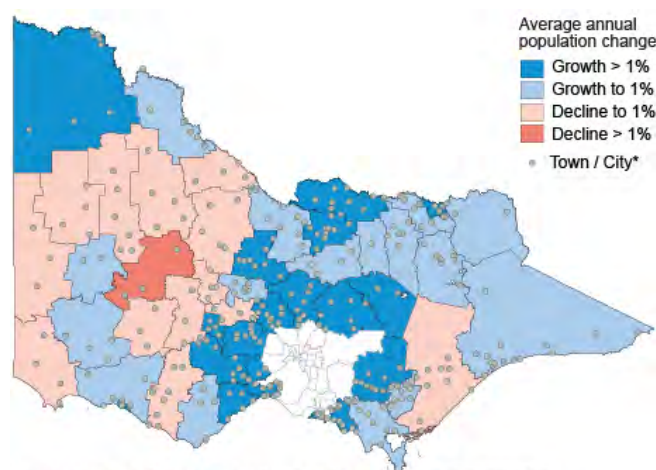 Average annual
population change
Growth > 1%
Growth to 1%
Decline to 1%
Decline > 1%
Town / City*